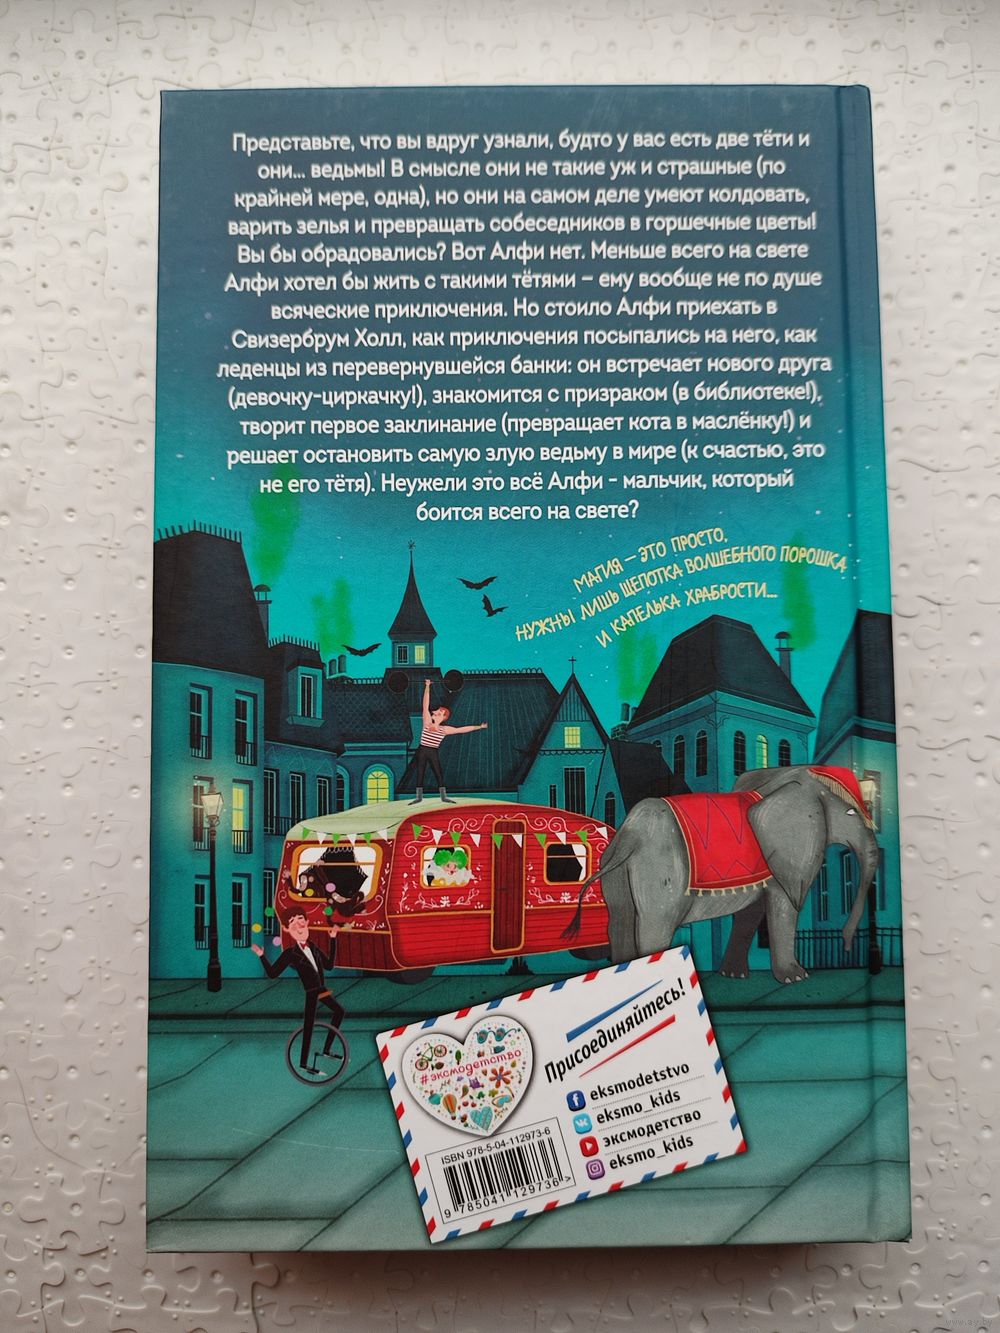 Представьте, что вы вдруг узнали, будто у вас есть две тёти и
они... ведьмы! В смысле они не такие уж и страшные (по
крайней мере, одна), но они на самом деле умеют колдовать,
варить зелья и превращать собеседников в горшечные цветы!
Вы бы обрадовались? Вот Алфи нет. Меньше всего на свете
Алфи хотел бы жить с такими тётями – ему вообще не по душе
всяческие приключения. Но стоило Алфи приехать в
Свизербрум Холл, как приключения посыпались на него, как
леденцы из перевернувшейся банки: он встречает нового друга
(девочку-циркачку!), знакомится с призраком (в библиотеке!),
творит первое заклинание (превращает кота в маслёнку!) и
решает остановить самую злую ведьму в мире (к счастью, это
не его тётя). Неужели это всё Алфи - мальчик, который
боится всего на свете?
МАГИЯ – ЭТО ПРОСТО,
НУЖНЫ ЛИШЬ ЩЕПОТКА ВОЛШЕБНОГО ПОРОШКА
И КАПЕЛЬКА ХРАБРОСТИ...
#эксмодетство
Присоединяйтесь!
eksmodetstvo
eksmo_kids
эксмодетство
eksmo_kids
ISBN 978-5-04-112973-6
9 785041 129736 >
www.ay.by